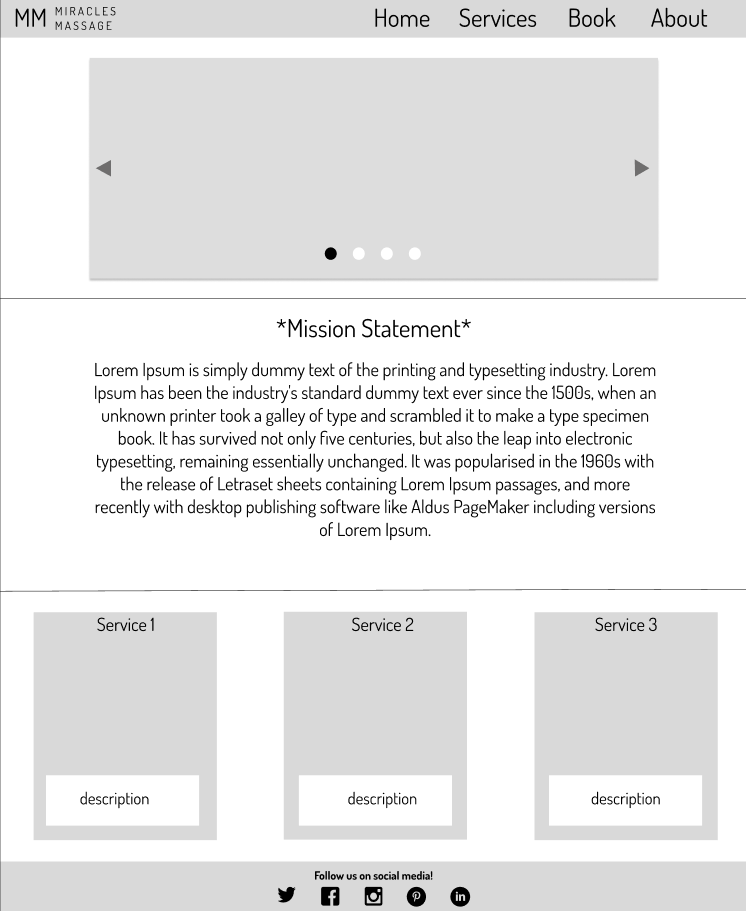 MM MIRACLES
MASSAGE
Home Services Book About
*Mission Statement*
Lorem Ipsum is simply dummy text of the printing and typesetting industry. Lorem
Ipsum has been the industry's standard dummy text ever since the 1500s, when an
unknown printer took a galley of type and scrambled it to make a type specimen
book. It has survived not only five centuries, but also the leap into electronic
typesetting, remaining essentially unchanged. It was popularised in the 1960s with
the release of Letraset sheets containing Lorem Ipsum passages, and more
recently with desktop publishing software like Aldus PageMaker including versions
of Lorem Ipsum.
Service 1 Service 2 Service 3
description description description
Follow us on social media!